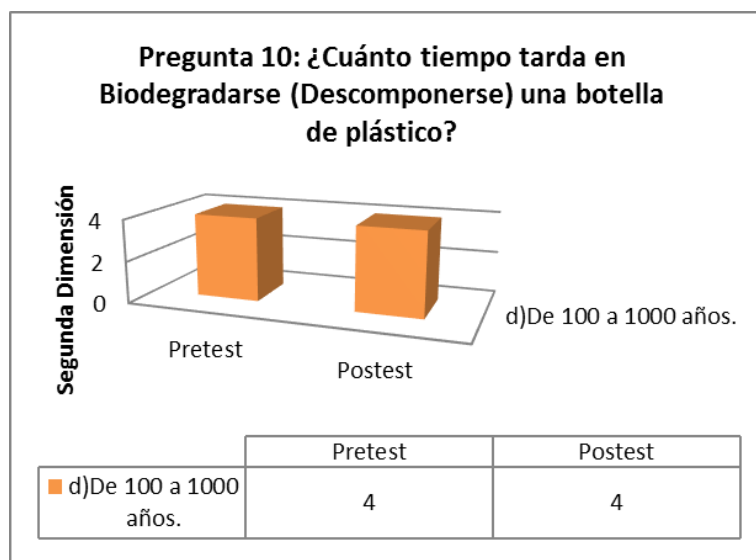 Pregunta 10: ¿Cuánto tiempo tarda en
Biodegradarse (Descomponerse) una botella
de plástico?
Segunda Dimensión
4
2
0
Pretest
Postest
d)De 100 a 1000 años.
Pretest Postest
d)De 100 a 1000
años.
4 4